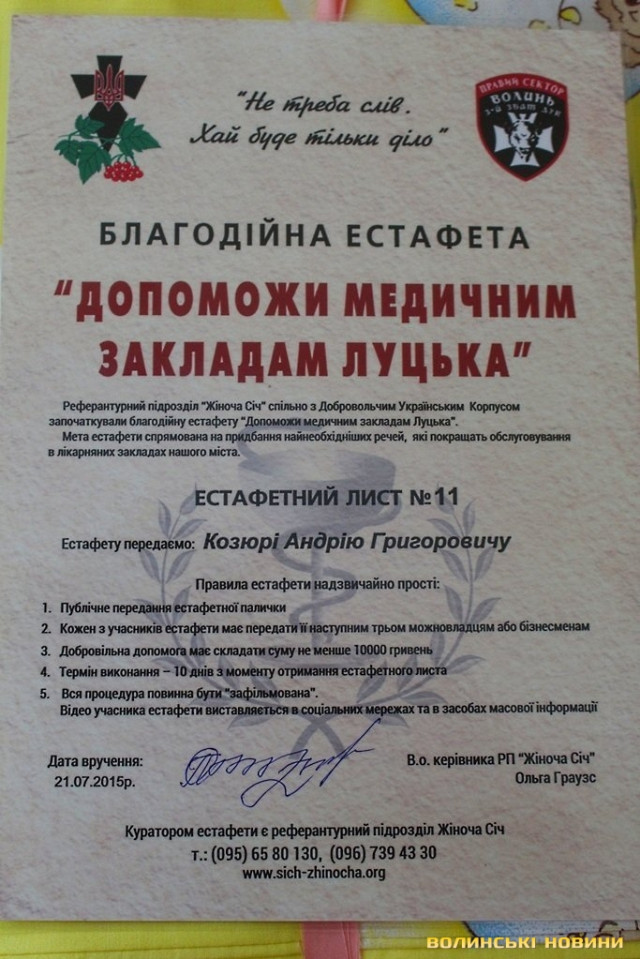 "Не треба слів.
Хай буде тільки діло"
ПРАВИЙ СЕКТОР
ВОЛИНЬ
БЛАГОДІЙНА ЕСТАФЕТА
"ДОПОМОЖИ МЕДИЧНИМ
ЗАКЛАДАМ ЛУЦЬКА"
Реферантурний підрозділ "Жіноча Січ" спільно з Добровольчим Українським Корпусом
започаткували благодійну естафету "Допоможи медичним закладам Луцька".
Мета естафети спрямована на придбання найнеобхідніших речей, які покращать обслуговування
в лікарняних закладах нашого міста.
ЕСТАФЕТНИЙ ЛИСТ №11
Естафету передаємо: Козюрі Андрію Григоровичу
Правила естафети надзвичайно прості:
1. Публічне передання естафетної палички
2. Кожен з учасників естафети має передати її наступним трьом можновладцям або бізнесменам
3. Добровільна допомога має складати суму не менше 10000 гривень
4. Термін виконання – 10 днів з моменту отримання естафетного листа
5. Вся процедура повинна бути "зафільмована".
Відео учасника естафети виставляється в соціальних мережах та в засобах масової інформації
Дата вручення:
21.07.2015р.
В.о. керівника РП "Жіноча Січ"
Ольга Граузс
Куратором естафети є реферантурний підрозділ Жіноча Січ
т.: (095) 65 80 130, (096) 739 43 30
www.sich-zhinocha.org
ВОЛИНСЬКІ НОВИНИ